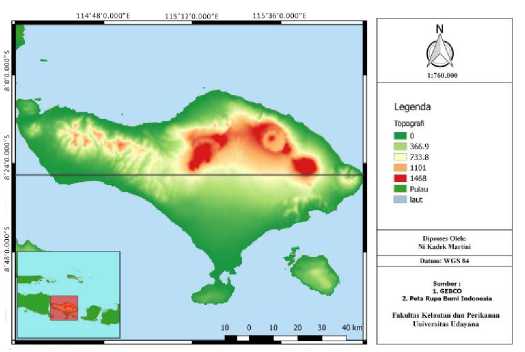 114°48'0.000"E 115°12'0.000"E 115°36'0.000"E
8°0'0.000"S
8°24'0.000"S
8°48'0.000"S
10 0 10 20 30 40 km
N
1:760.000
Legenda
Topografi
0
366.9
733.8
1101
1468
Pulau
laut
Diproses Oleh:
Ni Kadek Martini
Datum: WGS 84
Sumber :
1. GEBCO
2. Peta Rupa Bumi Indonesia
Fakultas Kelautan dan Perikanan
Universitas Udayana